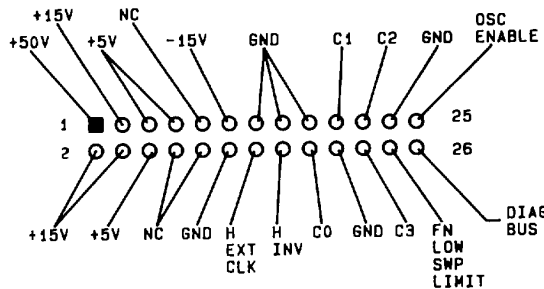 OSC
ENABLE
+15V NC
+50V +5V -15V GND C1 C2 GND
1 25
2 26
+15V +5V NC GND H
EXT
CLK
H
INV
C0 GND C3 FN
LOW
SWP
LIMIT
DIAG
BUS